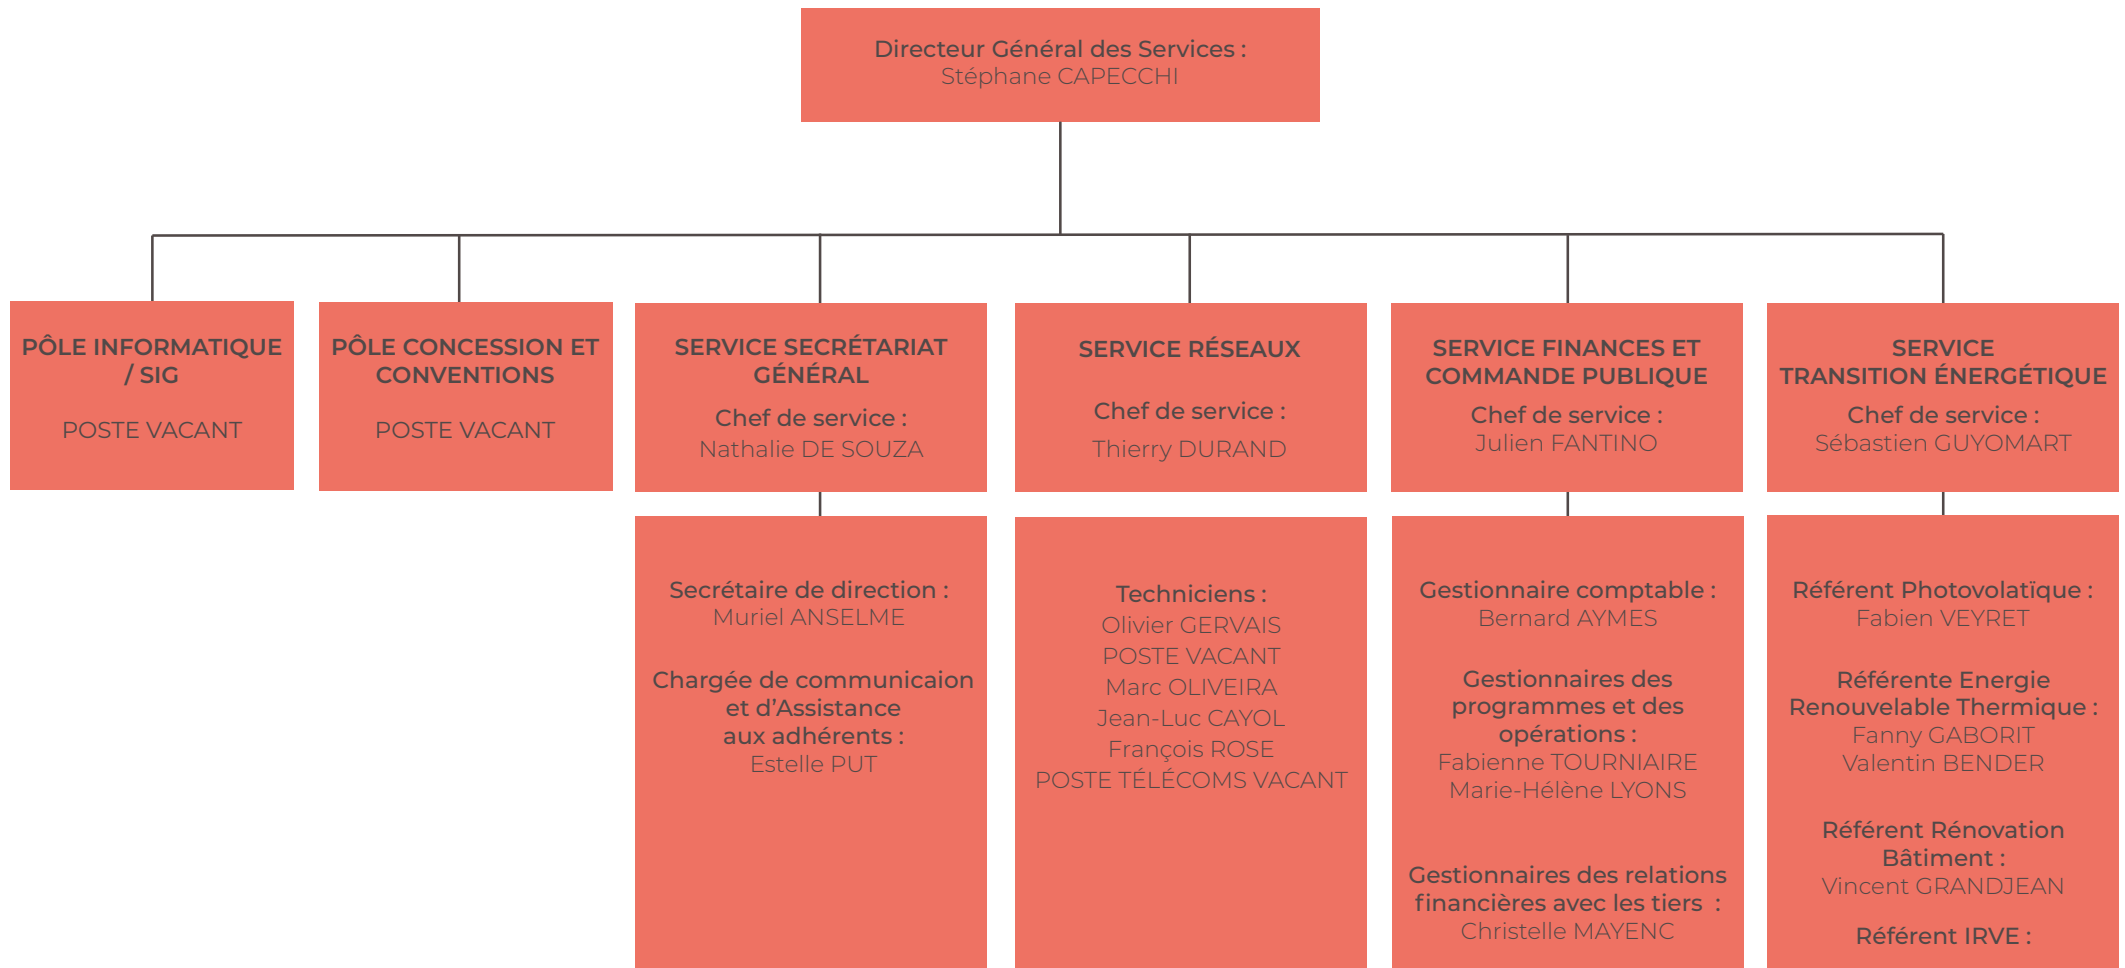 Directeur Général des Services :
Stéphane CAPECCHI
PÔLE INFORMATIQUE
/ SIG
POSTE VACANT
PÔLE CONCESSION ET
CONVENTIONS
POSTE VACANT
SERVICE SECRÉTARIAT
GÉNÉRAL
Chef de service :
Nathalie DE SOUZA
SERVICE RÉSEAUX
Chef de service :
Thierry DURAND
SERVICE FINANCES ET
COMMANDE PUBLIQUE
Chef de service :
Julien FANTINO
SERVICE
TRANSITION ÉNERGÉTIQUE
Chef de service :
Sébastien GUYOMART
Secrétaire de direction :
Muriel ANSELME
Chargée de communicaion
et d'Assistance
aux adhérents :
Estelle PUT
Techniciens :
Olivier GERVAIS
POSTE VACANT
Marc OLIVEIRA
Jean-Luc CAYOL
François ROSE
POSTE TÉLÉCOMS VACANT
Gestionnaire comptable :
Bernard AYMES
Gestionnaires des
programmes et des
opérations :
Fabienne TOURNIAIRE
Marie-Hélène LYONS
Gestionnaires des relations
financières avec les tiers  :
Christelle MAYENC
Référent Photovolatïque :
Fabien VEYRET
Référente Energie
Renouvelable Thermique :
Fanny GABORIT
Valentin BENDER
Référent Rénovation
Bâtiment :
Vincent GRANDJEAN
Référent IRVE :